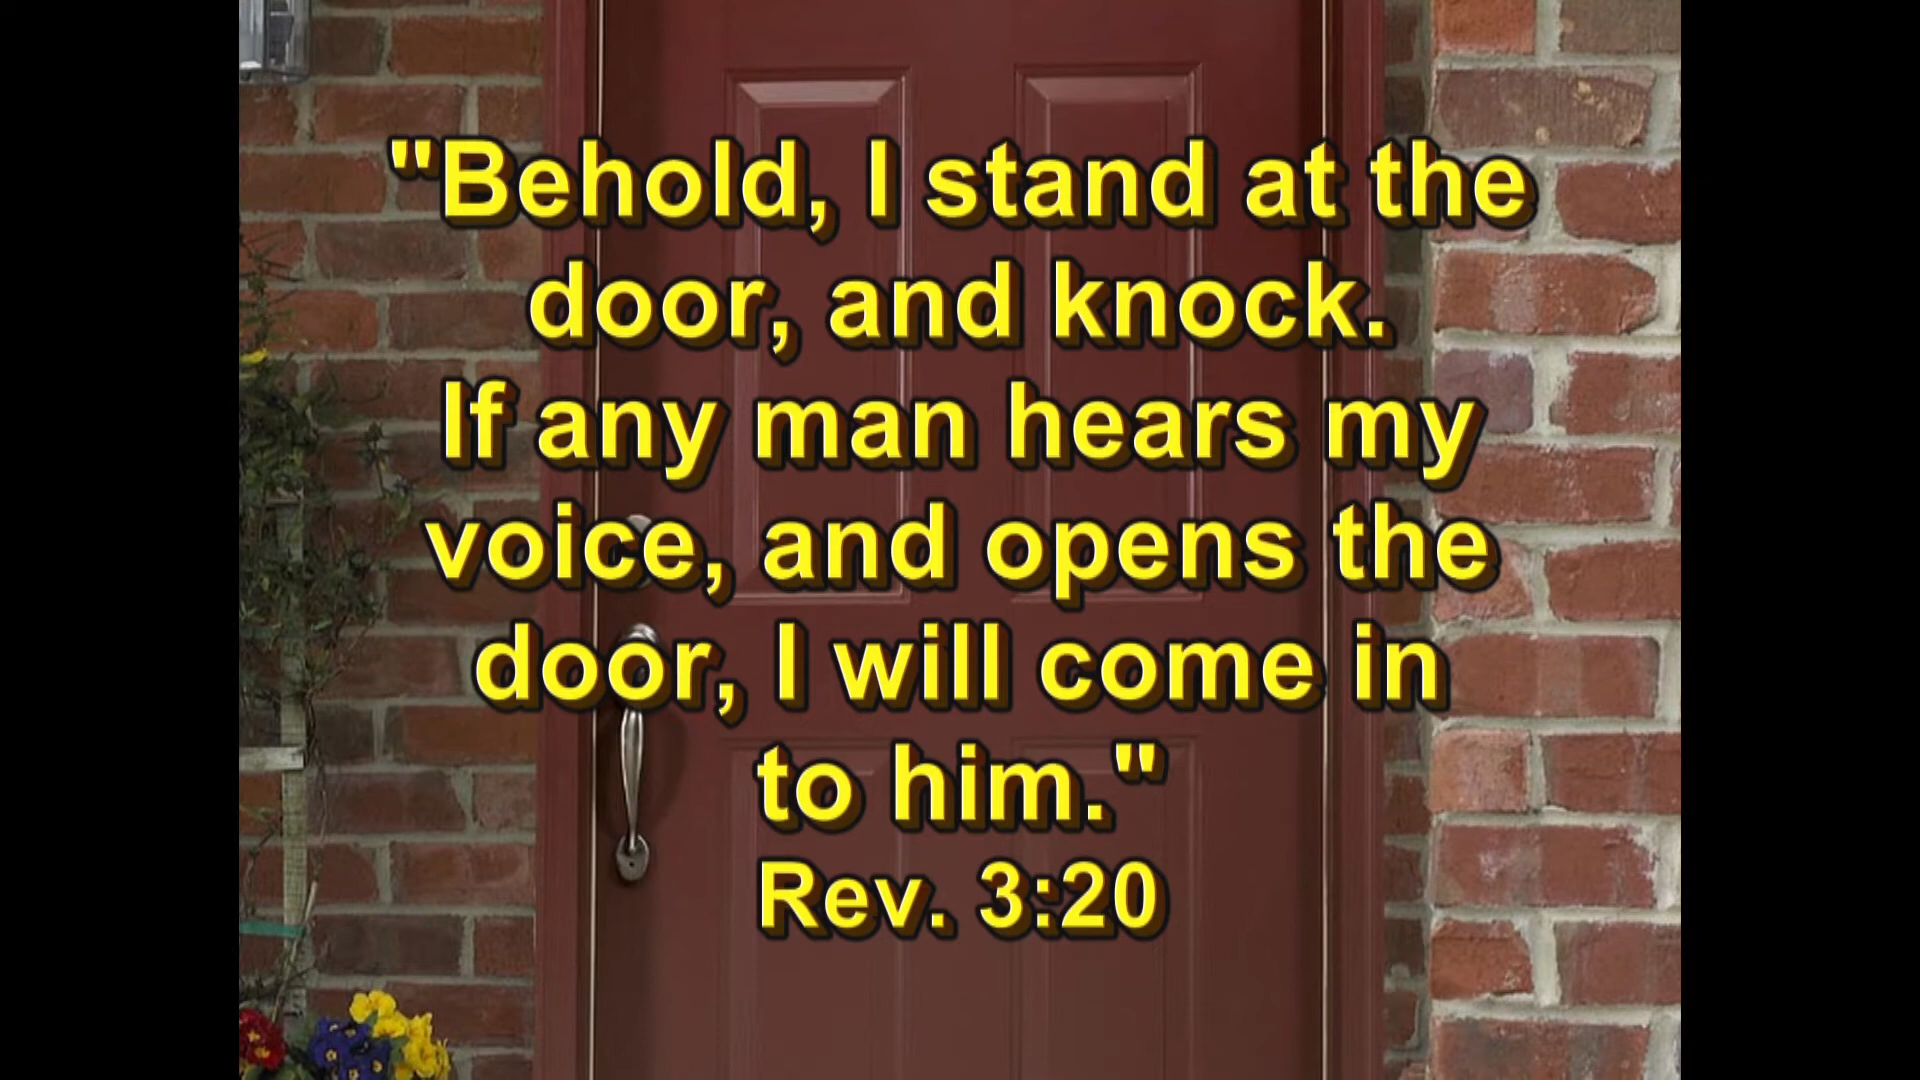 "Behold, I stand at the
door, and knock.
If any man hears my
voice, and opens the
door, I will come in
to him."
Rev. 3:20